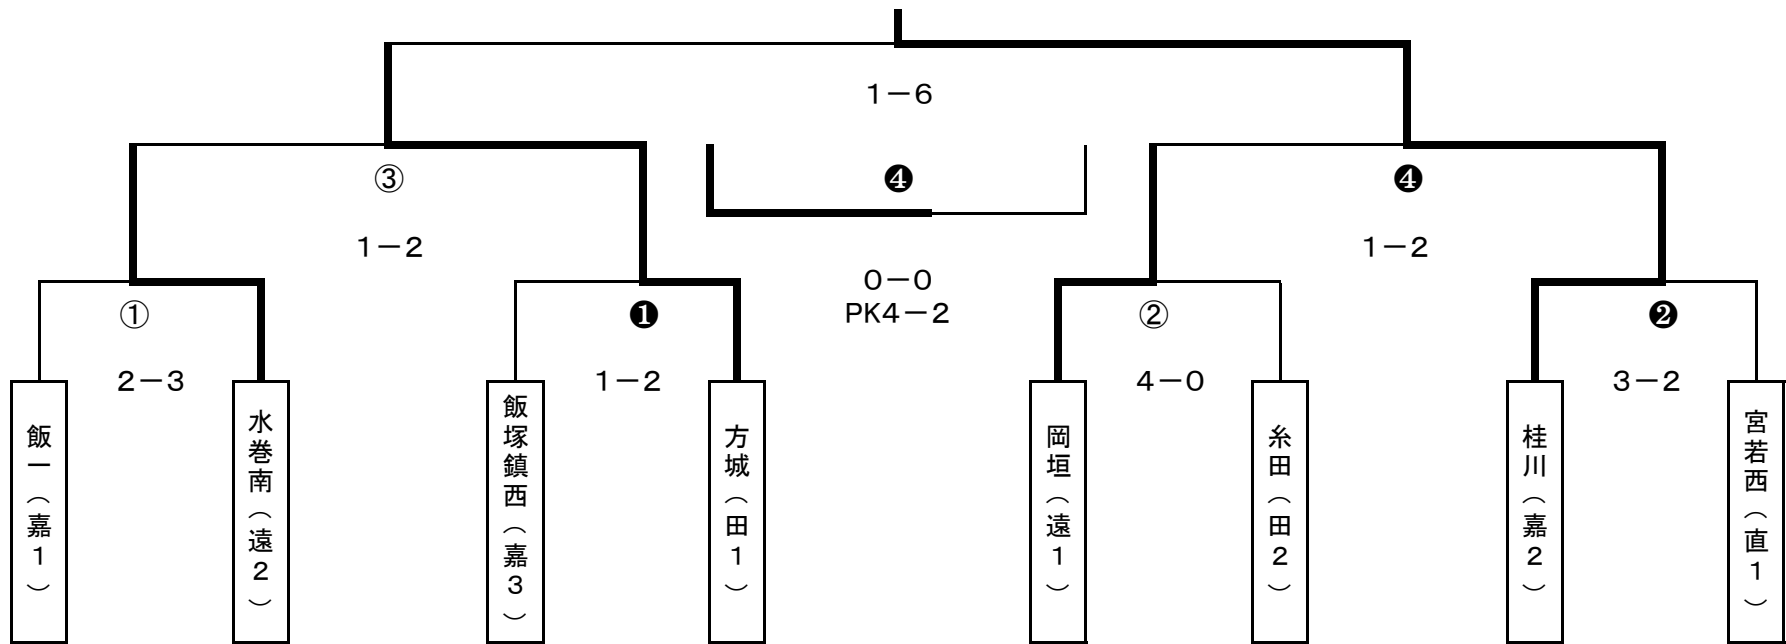 1－6
③
❹
❹
1－2
1－2
0－0
PK4－2
①
❶
②
❷
2－3
1－2
4－0
3－2
飯一（嘉1）
水巻南（遠2）
飯塚鎮西（嘉3）
方城（田1）
岡垣（遠1）
糸田（田2）
桂川（嘉2）
宮若西（直1）